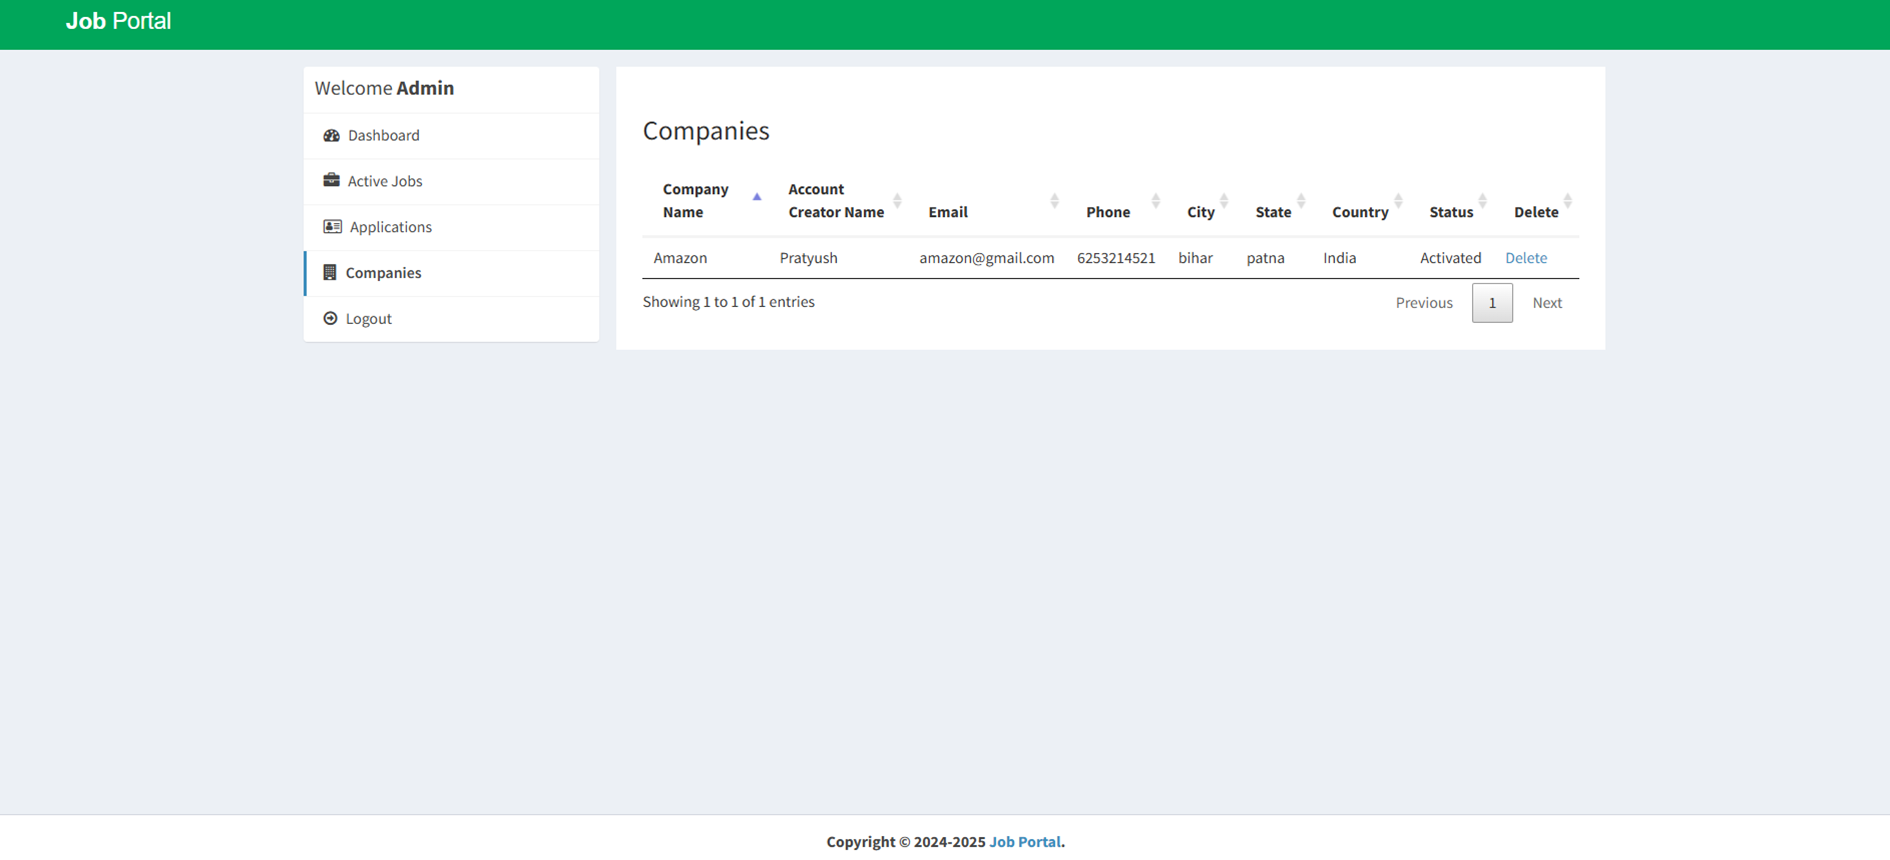 Job Portal
Welcome Admin
Dashboard
Active Jobs
Applications
Companies
Logout
Companies
Company Name Account Creator Name Email Phone City State Country Status Delete
Amazon Pratyush amazon@gmail.com 6253214521 bihar patna India Activated Delete
Showing 1 to 1 of 1 entries Previous 1 Next
Copyright © 2024-2025 Job Portal.